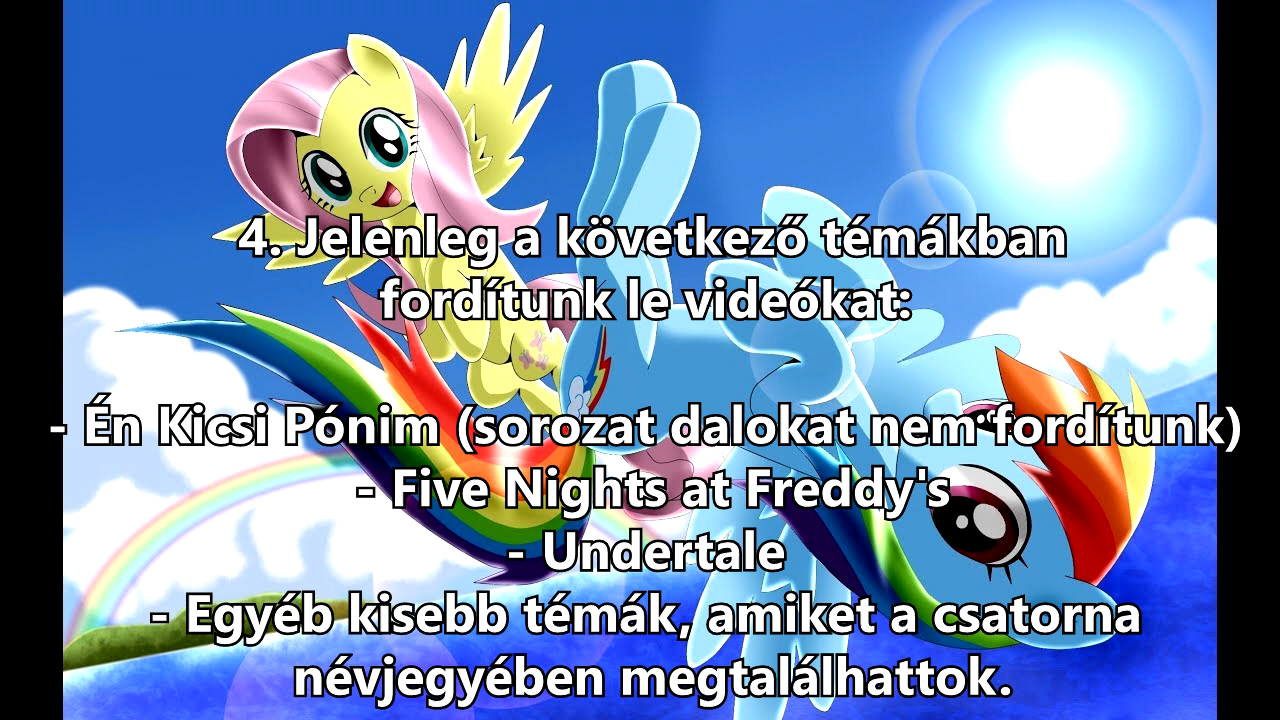 4. Jelenleg a következő témákban
fordítunk le videókat:
- Én Kicsi Pónim (sorozat dalokat nem fordítunk)
- Five Nights at Freddy's
- Undertale
- Egyéb kisebb témák, amiket a csatorna
névjegyében megtalálhattok.